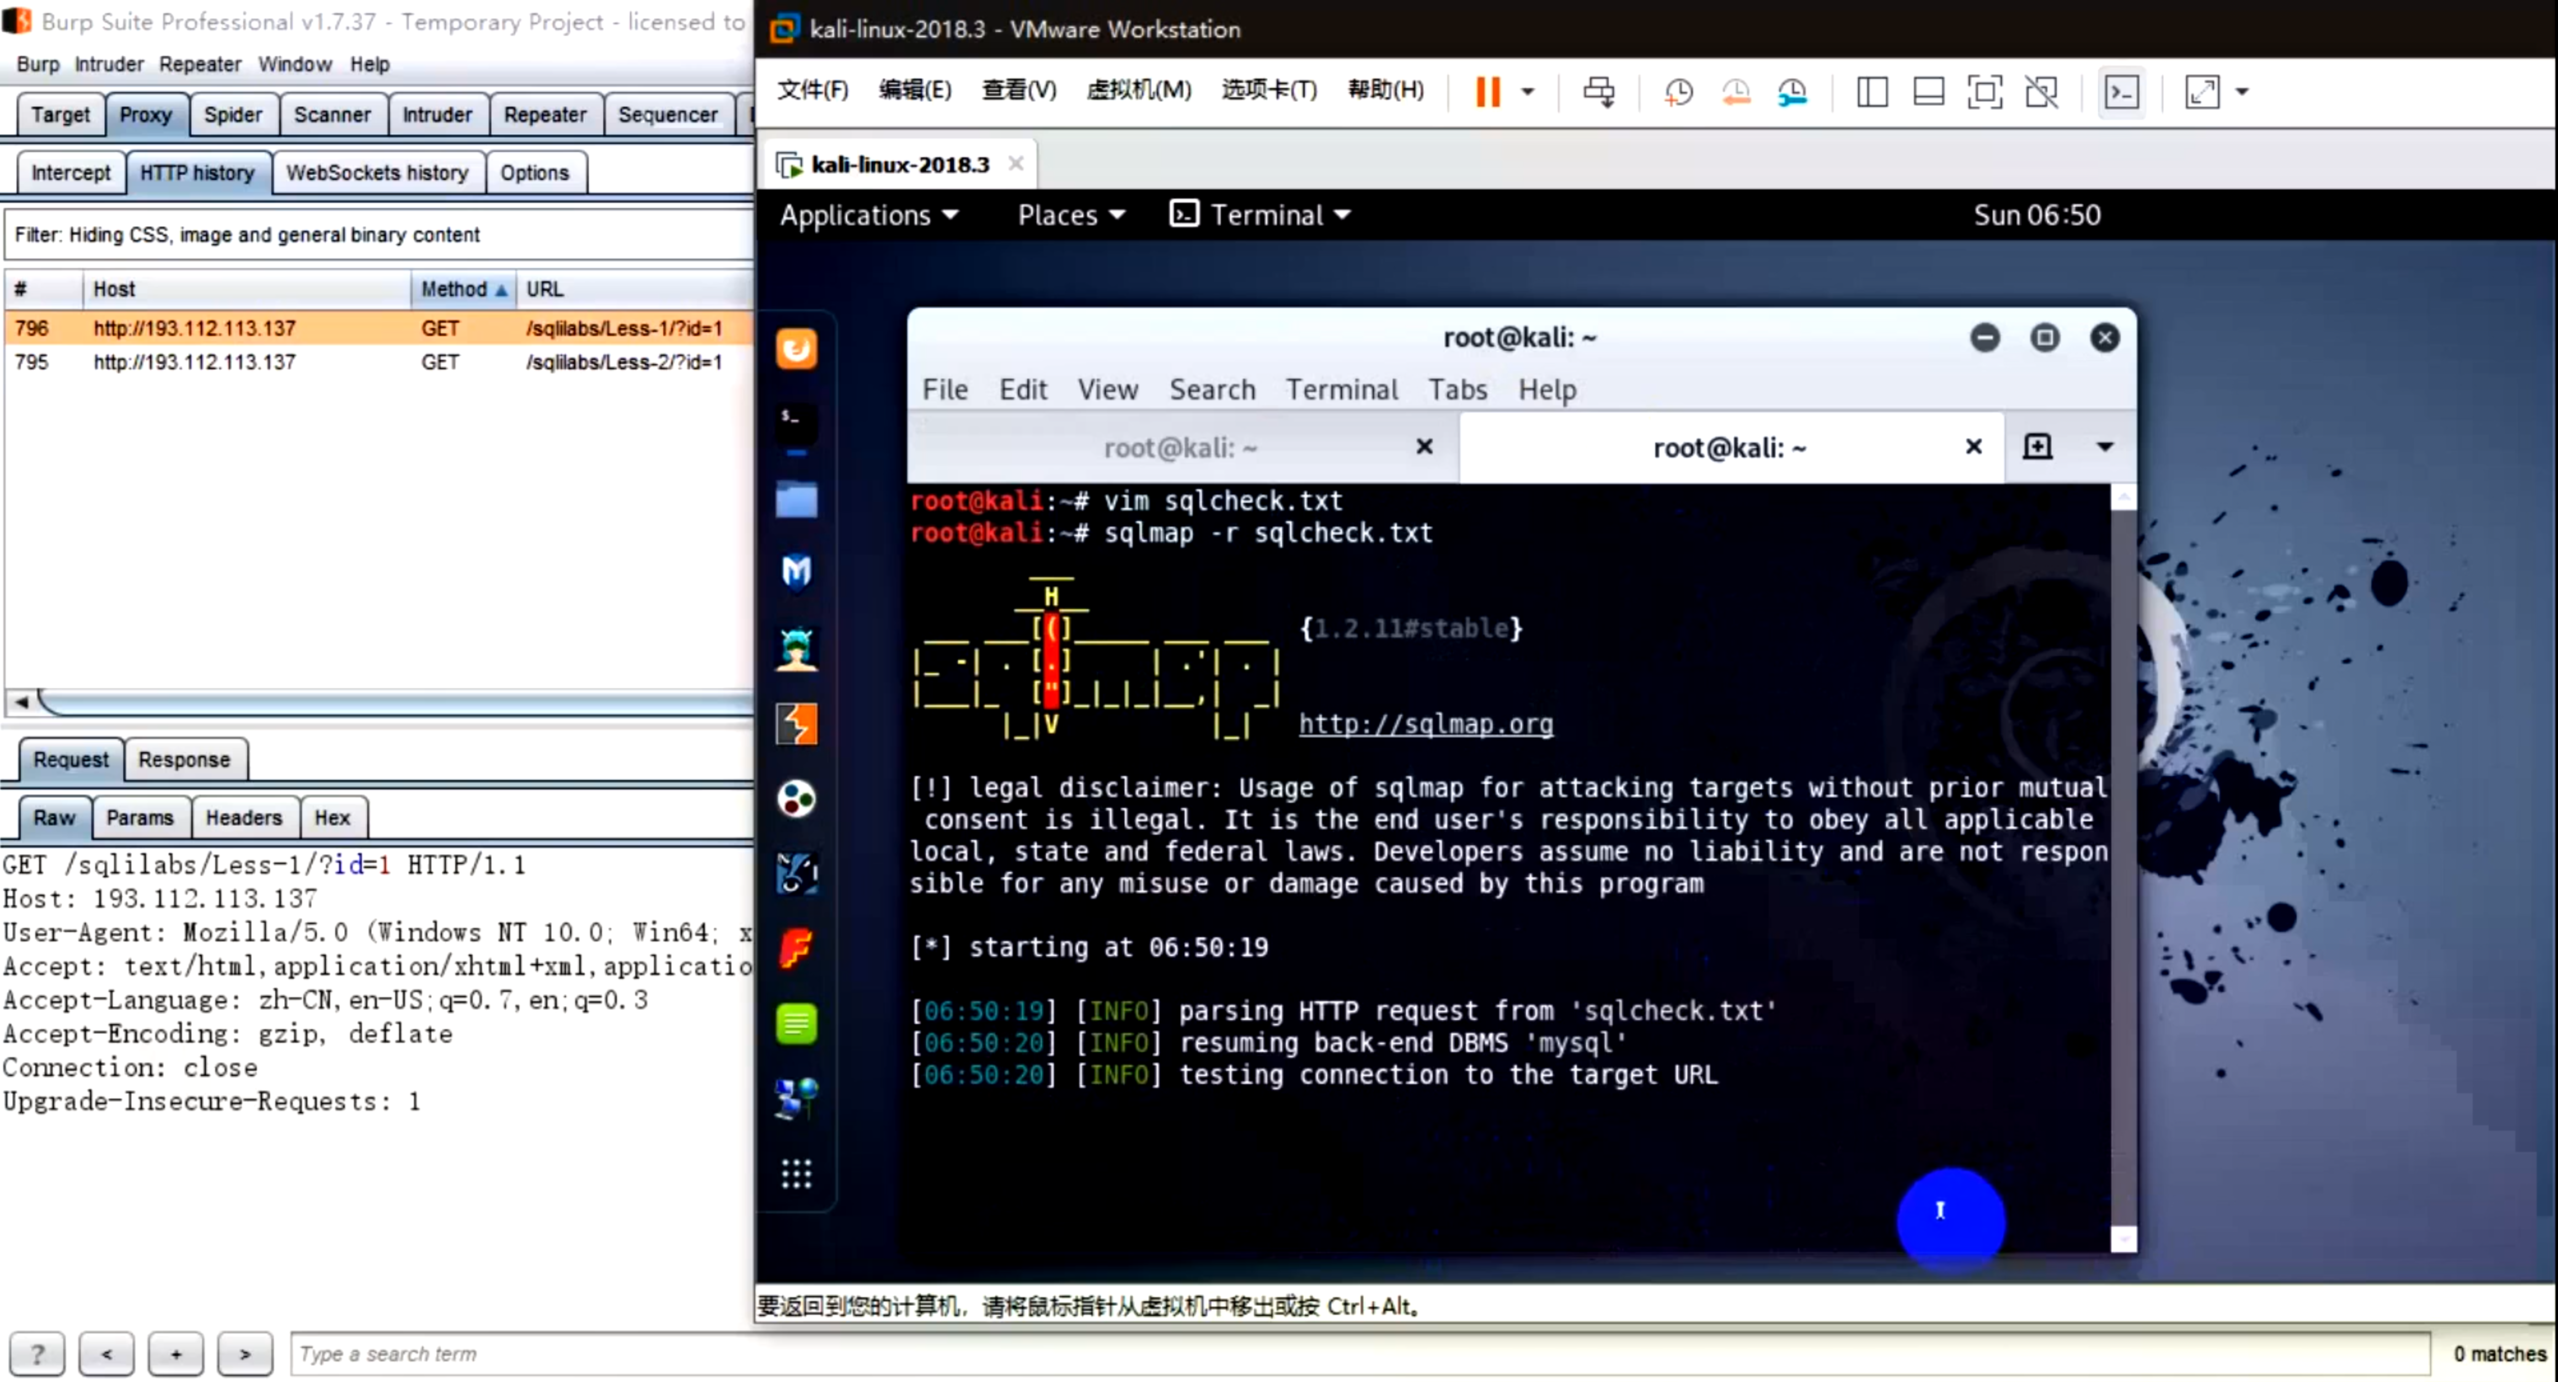 Burp Suite Professional v1.7.37 - Temporary Project - licensed to
Burp Intruder Repeater Window Help
Target Proxy Spider Scanner Intruder Repeater Sequencer
Intercept HTTP history WebSockets history Options
Filter: Hiding CSS, image and general binary content
# Host Method URL
796 http://193.112.113.137 GET /sqlilabs/Less-1/?id=1
795 http://193.112.113.137 GET /sqlilabs/Less-2/?id=1
Request Response
Raw Params Headers Hex
GET /sqlilabs/Less-1/?id=1 HTTP/1.1
Host: 193.112.113.137
User-Agent: Mozilla/5.0 (Windows NT 10.0; Win64; x
Accept: text/html,application/xhtml+xml,applicatio
Accept-Language: zh-CN,en-US;q=0.7,en;q=0.3
Accept-Encoding: gzip, deflate
Connection: close
Upgrade-Insecure-Requests: 1
? < + > Type a search term 0 matches
kali-linux-2018.3 - VMware Workstation
文件(F) 编辑(E) 查看(V) 虚拟机(M) 选项卡(T) 帮助(H)
kali-linux-2018.3
Applications Places Terminal Sun 06:50
root@kali: ~
File Edit View Search Terminal Tabs Help
root@kali: ~ root@kali: ~
root@kali:~# vim sqlcheck.txt
root@kali:~# sqlmap -r sqlcheck.txt
{1.2.11#stable}
http://sqlmap.org
[!] legal disclaimer: Usage of sqlmap for attacking targets without prior mutual
consent is illegal. It is the end user's responsibility to obey all applicable
local, state and federal laws. Developers assume no liability and are not respon
sible for any misuse or damage caused by this program
[*] starting at 06:50:19
[06:50:19] [INFO] parsing HTTP request from 'sqlcheck.txt'
[06:50:20] [INFO] resuming back-end DBMS 'mysql'
[06:50:20] [INFO] testing connection to the target URL
要返回到您的计算机，请将鼠标指针从虚拟机中移出或按 Ctrl+Alt。